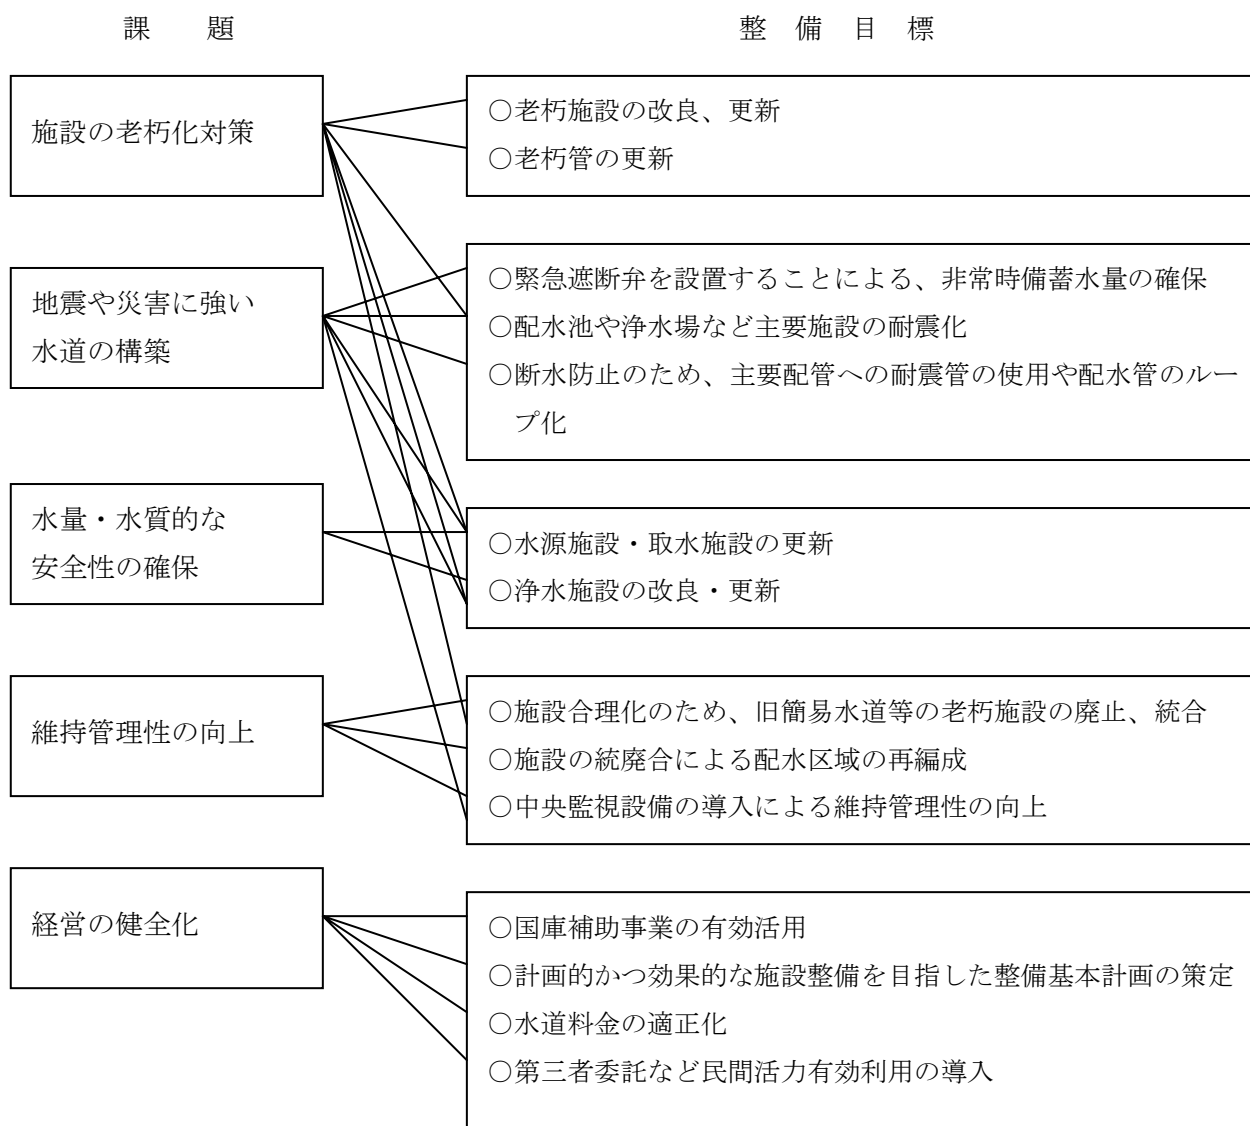 課　題
整　備　目　標
施設の老朽化対策
○老朽施設の改良、更新
○老朽管の更新
地震や災害に強い
水道の構築
○緊急遮断弁を設置することによる、非常時備蓄水量の確保
○配水池や浄水場など主要施設の耐震化
○断水防止のため、主要配管への耐震管の使用や配水管のルー
プ化
水量・水質的な
安全性の確保
○水源施設・取水施設の更新
○浄水施設の改良・更新
維持管理性の向上
○施設合理化のため、旧簡易水道等の老朽施設の廃止、統合
○施設の統廃合による配水区域の再編成
○中央監視設備の導入による維持管理性の向上
経営の健全化
○国庫補助事業の有効活用
○計画的かつ効果的な施設整備を目指した整備基本計画の策定
○水道料金の適正化
○第三者委託など民間活力有効利用の導入